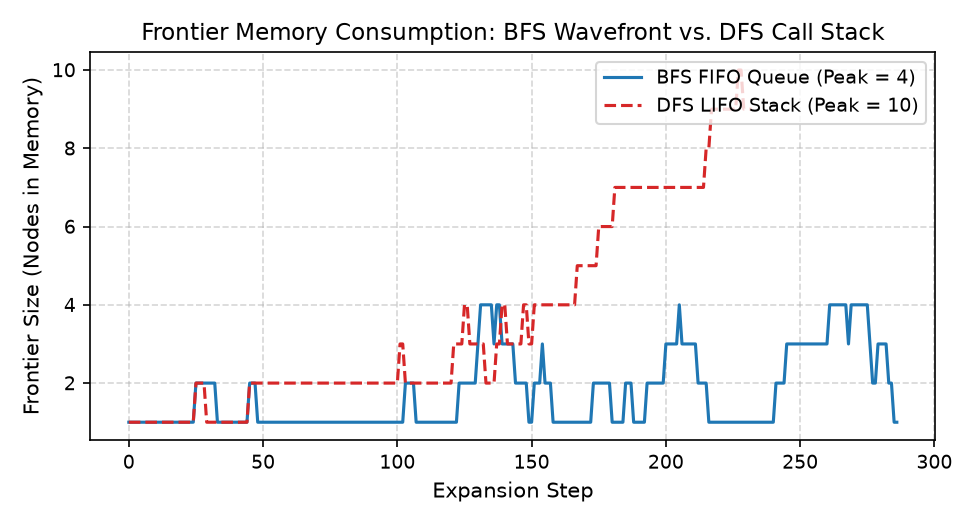 Frontier Memory Consumption: BFS Wavefront vs. DFS Call Stack
BFS FIFO Queue (Peak = 4)
DFS LIFO Stack (Peak = 10)
Frontier Size (Nodes in Memory)
10
8
6
4
2
0 50 100 150 200 250 300
Expansion Step